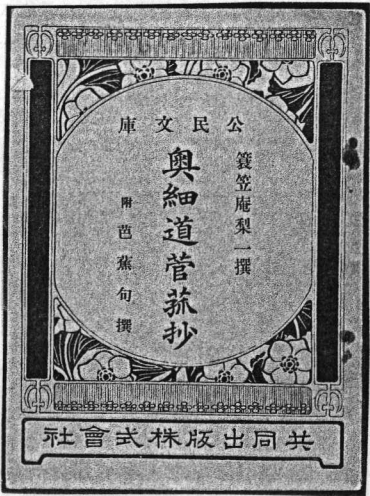 公民文庫
簑笠庵梨一撰
奥細道菅菰抄
附芭蕉句撰
共同出版株式會社